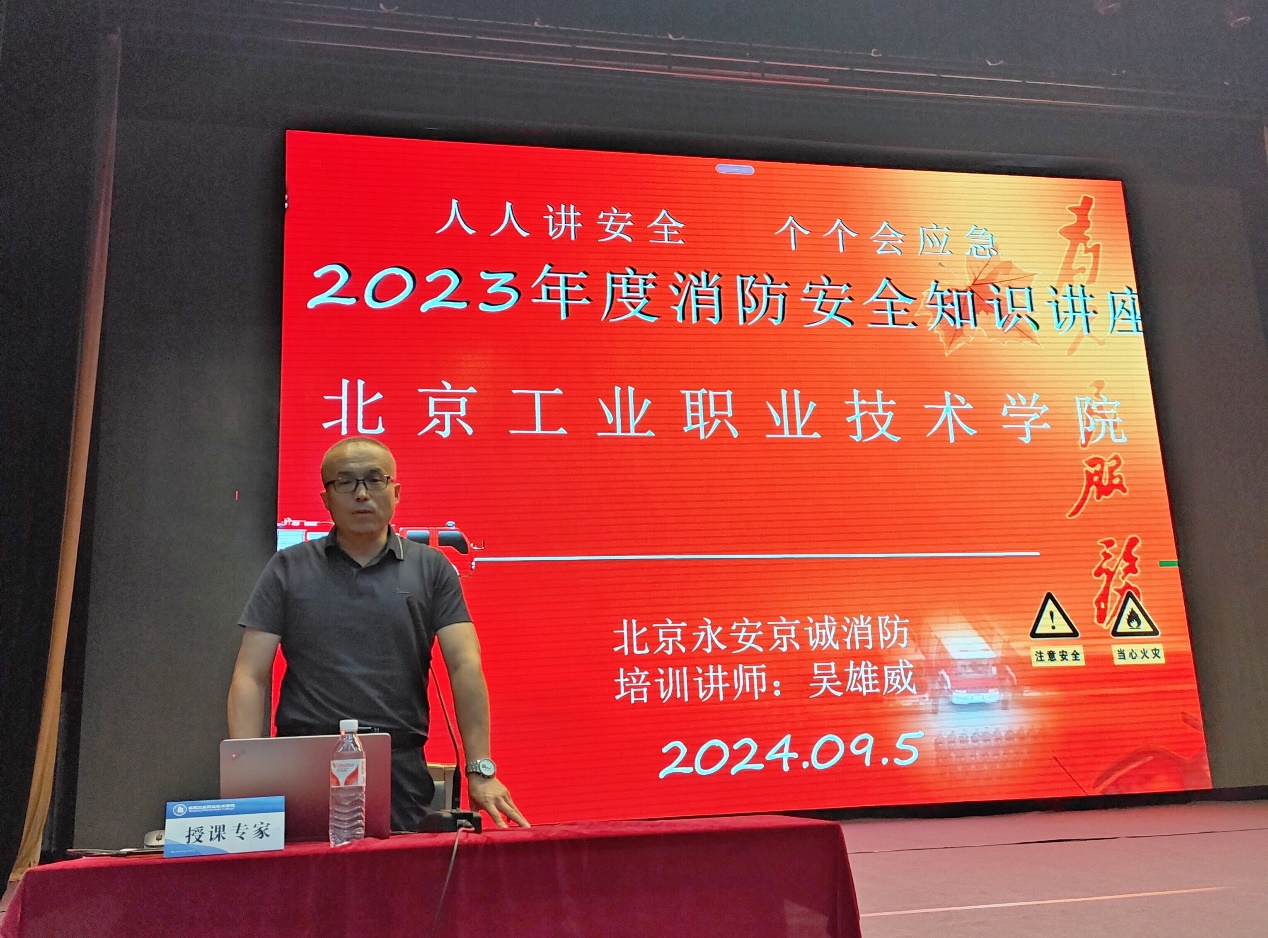 人人讲安全 个个会应急
2023年度消防安全知识讲座
北京工业职业技术学院
北京永安京诚消防
培训讲师：吴雄威
2024.09.5
注意安全
当心火灾
服
务
授课专家